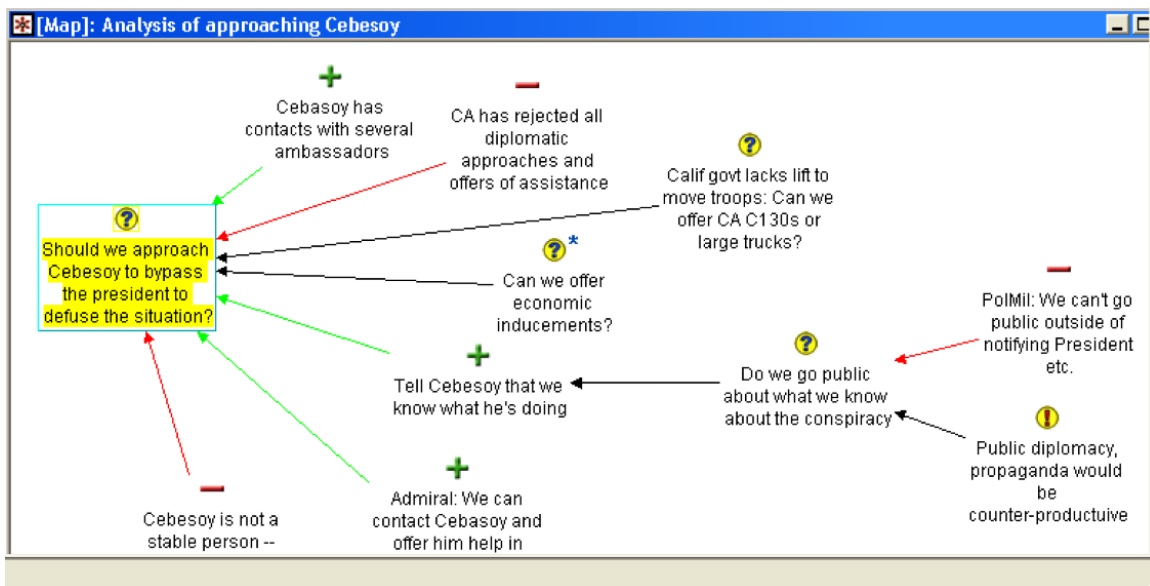 [Map]: Analysis of approaching Cebesoy
Cebasoy has
contacts with several
ambassadors
CA has rejected all
diplomatic
approaches and
offers of assistance
Calif govt lacks lift to
move troops: Can we
offer CA C130s or
large trucks?
Should we approach
Cebesoy to bypass
the president to
defuse the situation?
Can we offer
economic
inducements?
PolMil: We can't go
public outside of
notifying President
etc.
Tell Cebesoy that we
know what he's doing
Do we go public
about what we know
about the conspiracy
Public diplomacy,
propaganda would
be
counter-productuive
Cebesoy is not a
stable person --
Admiral: We can
contact Cebasoy and
offer him help in